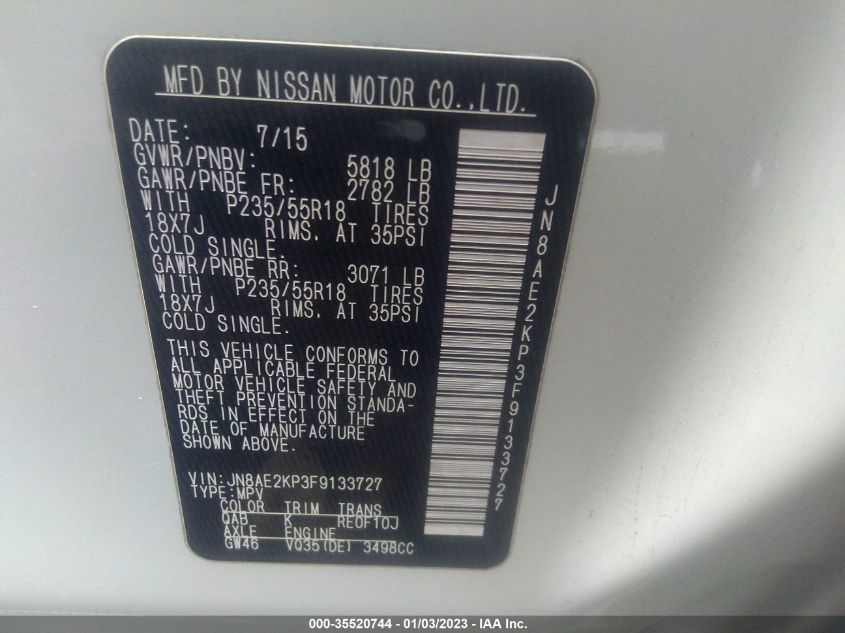 MFD BY NISSAN MOTOR CO.,LTD.
DATE: 7/15
GVWR/PNBV: 5818 LB
GAWR/PNBE FR: 2782 LB
WITH P235/55R18 TIRES
18X7J RIMS. AT 35PSI
COLD SINGLE.
GAWR/PNBE RR: 3071 LB
WITH P235/55R18 TIRES
18X7J RIMS. AT 35PSI
COLD SINGLE.
THIS VEHICLE CONFORMS TO
ALL APPLICABLE FEDERAL
MOTOR VEHICLE SAFETY AND
THEFT PREVENTION STANDA-
RDS IN EFFECT ON THE
DATE OF MANUFACTURE
SHOWN ABOVE.
VIN:JN8AE2KP3F9133727
TYPE:MPV
COLOR TRIM TRANS
QAB K RE0F10J
AXLE ENGINE
GW46 VQ35(DE) 3498CC
JN8AE2KP3F9133727
000-35520744 - 01/03/2023 - IAA Inc.